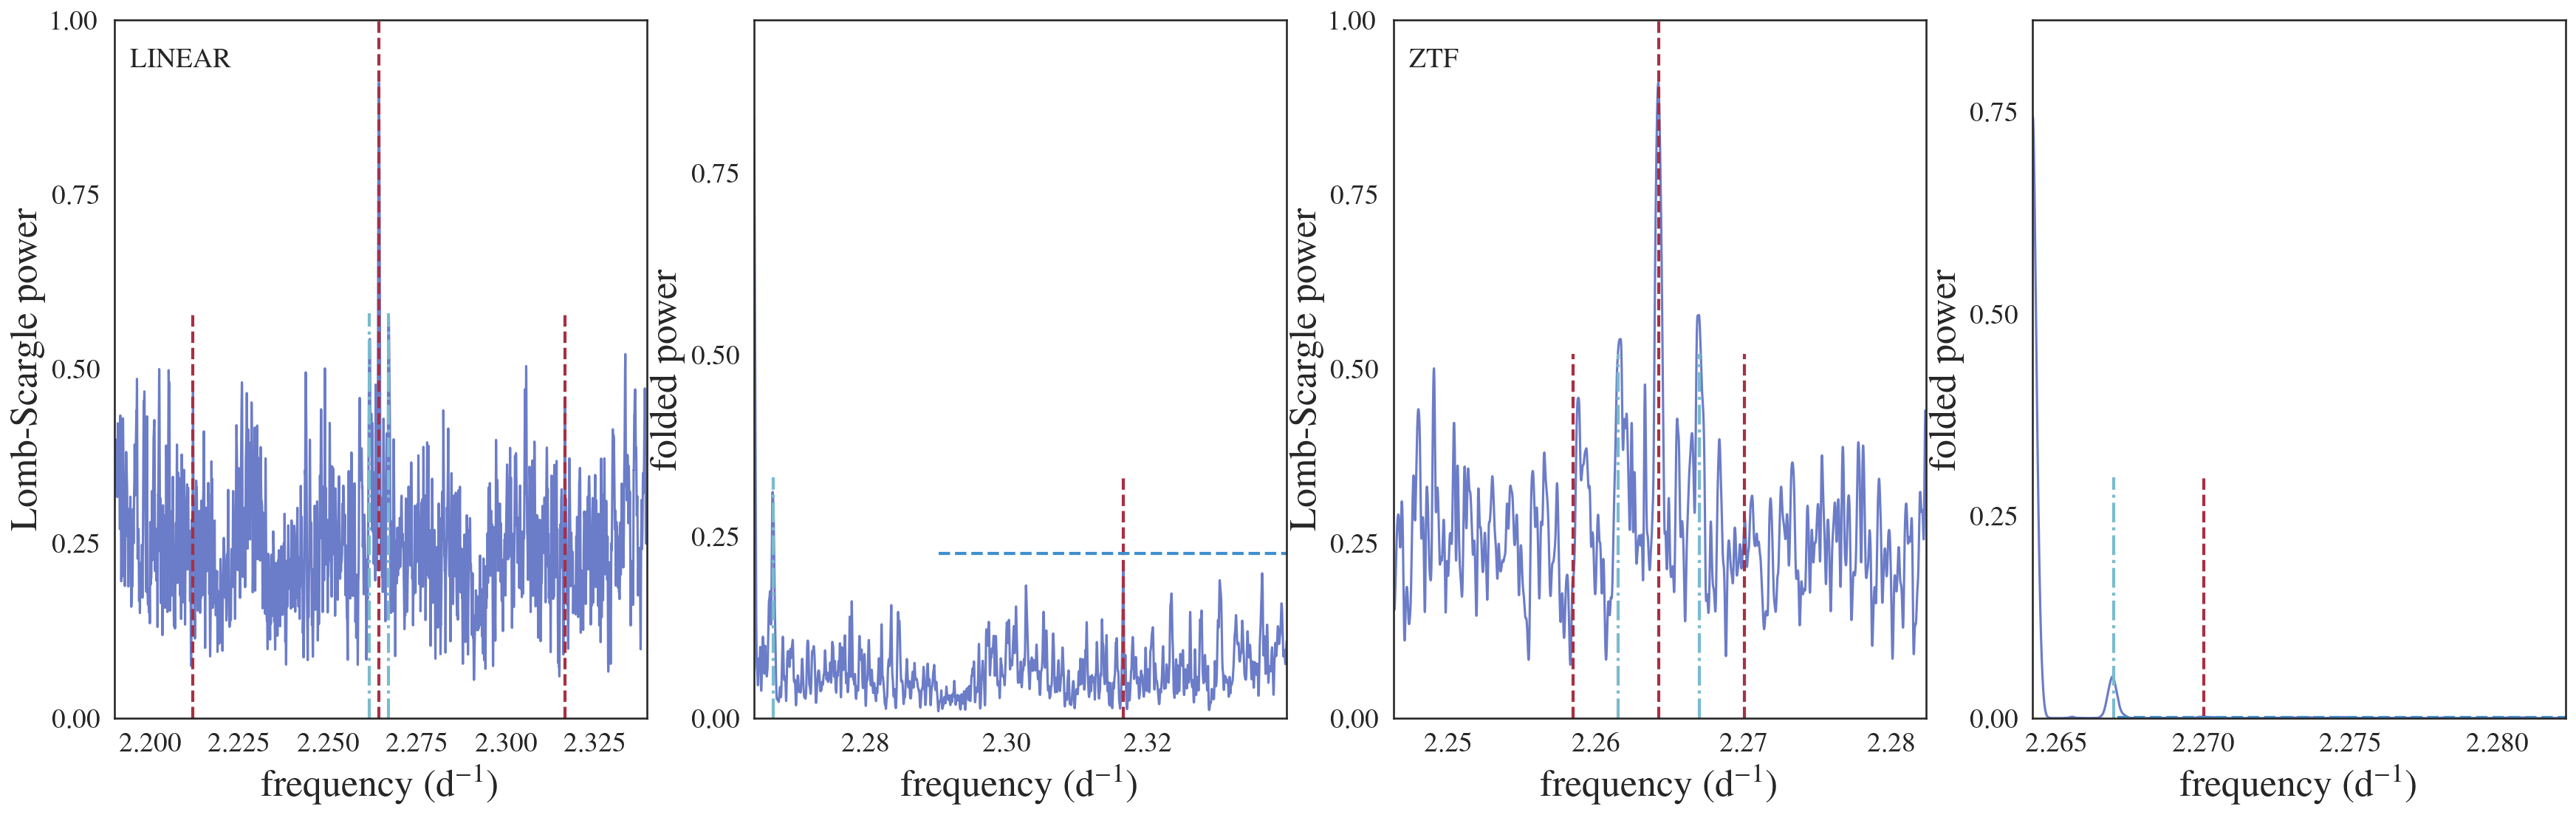 LINEAR
Lomb-Scargle power
1.00
0.75
0.50
0.25
0.00
2.200 2.225 2.250 2.275 2.300 2.325
frequency (d⁻¹)
folded power
0.75
0.50
0.25
0.00
2.28 2.30 2.32
frequency (d⁻¹)
ZTF
Lomb-Scargle power
1.00
0.75
0.50
0.25
0.00
2.25 2.26 2.27 2.28
frequency (d⁻¹)
folded power
0.75
0.50
0.25
0.00
2.265 2.270 2.275 2.280
frequency (d⁻¹)